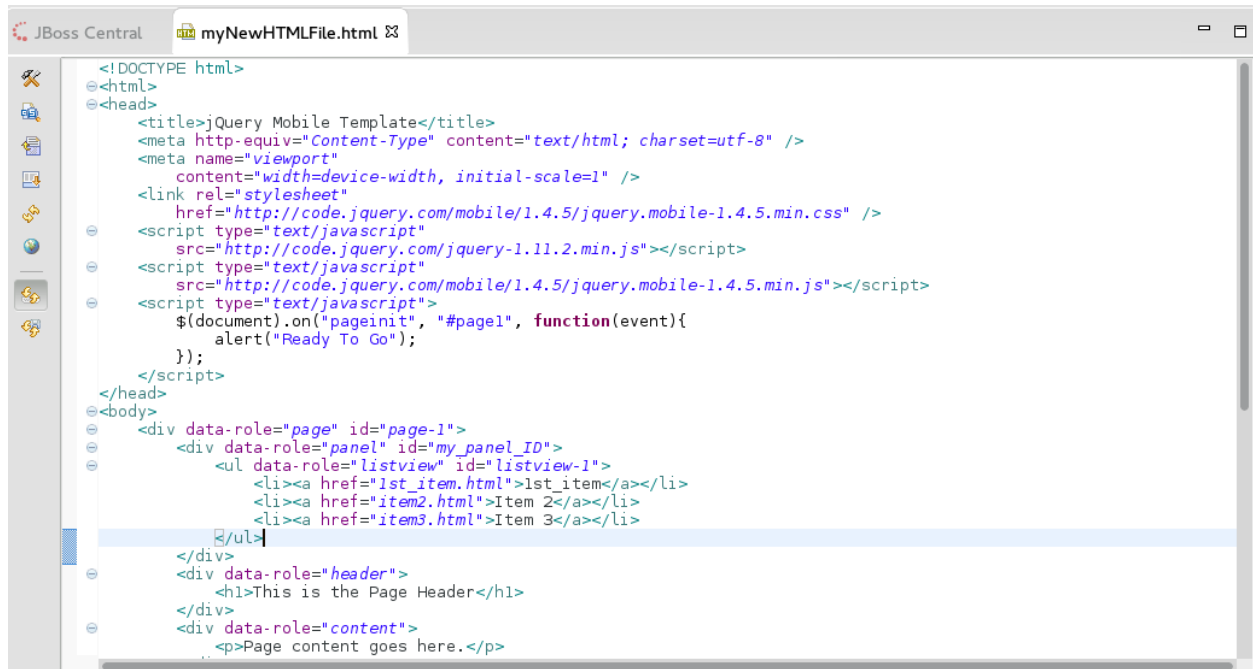 JBoss Central myNewHTMLFile.html
<!DOCTYPE html>
<html>
<head>
    <title>jQuery Mobile Template</title>
    <meta http-equiv="Content-Type" content="text/html; charset=utf-8" />
    <meta name="viewport"
        content="width=device-width, initial-scale=1" />
    <link rel="stylesheet"
        href="http://code.jquery.com/mobile/1.4.5/jquery.mobile-1.4.5.min.css" />
    <script type="text/javascript"
        src="http://code.jquery.com/jquery-1.11.2.min.js"></script>
    <script type="text/javascript"
        src="http://code.jquery.com/mobile/1.4.5/jquery.mobile-1.4.5.min.js"></script>
    <script type="text/javascript">
        $(document).on("pageinit", "#page1", function(event){
            alert("Ready To Go");
        });
    </script>
</head>
<body>
    <div data-role="page" id="page-1">
        <div data-role="panel" id="my_panel_ID">
            <ul data-role="listview" id="listview-1">
                <li><a href="1st_item.html">1st_item</a></li>
                <li><a href="item2.html">Item 2</a></li>
                <li><a href="item3.html">Item 3</a></li>
            </ul>
        </div>
        <div data-role="header">
            <h1>This is the Page Header</h1>
        </div>
        <div data-role="content">
            <p>Page content goes here.</p>